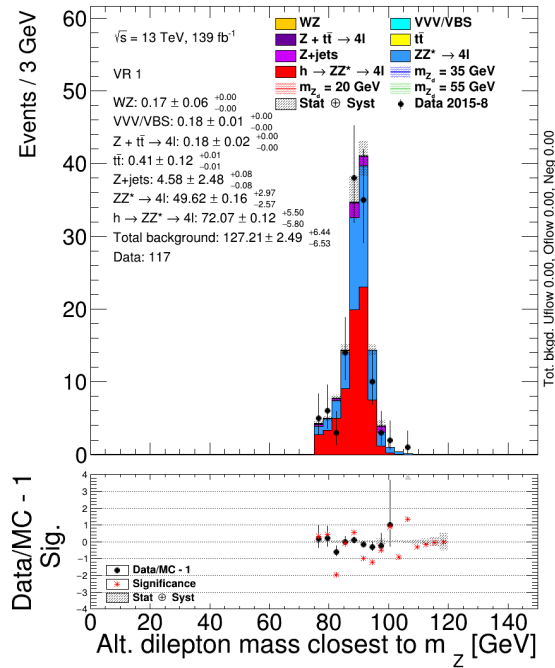 Events / 3 GeV
√s = 13 TeV, 139 fb⁻¹
VR 1
WZ: 0.17 ± 0.06 +0.00 −0.00
VVV/VBS: 0.18 ± 0.01 +0.00 −0.00
Z + tt̄ → 4l: 0.18 ± 0.02 +0.00 −0.00
tt̄: 0.41 ± 0.12 +0.01 −0.01
Z+jets: 4.58 ± 2.48 +0.08 −0.08
ZZ* → 4l: 49.62 ± 0.16 +2.97 −2.57
h → ZZ* → 4l: 72.07 ± 0.12 +5.50 −5.80
Total background: 127.21 ± 2.49 +6.44 −6.53
Data: 117
WZ
VVV/VBS
Z + tt̄ → 4l
tt̄
Z+jets
ZZ* → 4l
h → ZZ* → 4l
m_Z_d = 35 GeV
m_Z_d = 20 GeV
m_Z_d = 55 GeV
Stat ⊕ Syst
Data 2015-8
60
50
40
30
20
10
0
Tot. bkgd. Uflow 0.00, Oflow 0.00, Neg 0.00
Data/MC - 1
Sig.
4
3
2
1
0
−1
−2
−3
−4
Data/MC - 1
Significance
Stat ⊕ Syst
0 20 40 60 80 100 120 140
Alt. dilepton mass closest to m_Z [GeV]